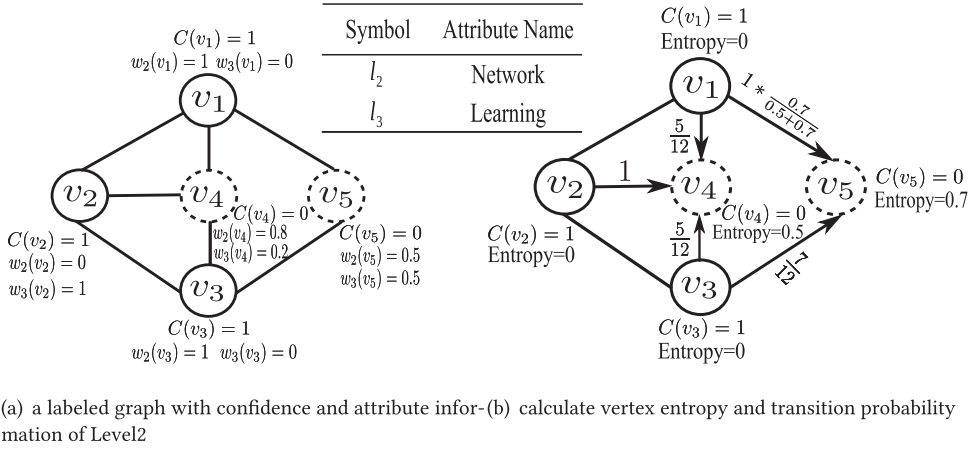 Symbol Attribute Name
l₂ Network
l₃ Learning
C(v₁) = 1
w₂(v₁) = 1 w₃(v₁) = 0
v₁
v₂
v₄
v₅
C(v₄) = 0
w₂(v₄) = 0.8
w₃(v₄) = 0.2
C(v₂) = 1
w₂(v₂) = 0
w₃(v₂) = 1
C(v₅) = 0
w₂(v₅) = 0.5
w₃(v₅) = 0.5
v₃
C(v₃) = 1
w₂(v₃) = 1 w₃(v₃) = 0
C(v₁) = 1
Entropy=0
v₁
1 * 0.7/0.5+0.7
5/12
v₂
1
v₄
v₅
C(v₅) = 0
Entropy=0.7
C(v₄) = 0
Entropy=0.5
C(v₂) = 1
Entropy=0
5/12
7/12
v₃
C(v₃) = 1
Entropy=0
(a) a labeled graph with confidence and attribute infor-
mation of Level2
(b) calculate vertex entropy and transition probability